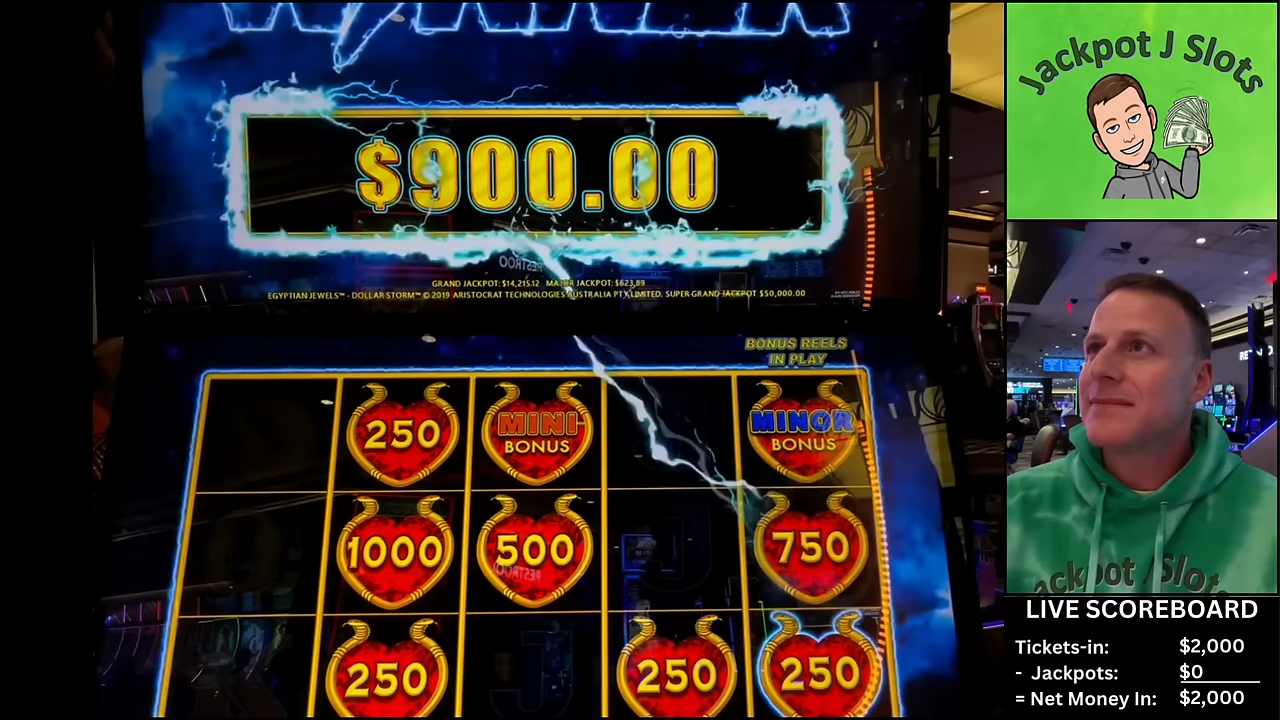 $900.00
GRAND JACKPOT: $14,215.12 MAJOR JACKPOT: $623.89
EGYPTIAN JEWELS™ - DOLLAR STORM™ © 2019 ARISTOCRAT TECHNOLOGIES AUSTRALIA PTY LIMITED. SUPER GRAND JACKPOT $50,000.00
BONUS REELS
IN PLAY
250
MINI
BONUS
MINOR
BONUS
1000
500
750
250
250
250
Jackpot J Slots
Jackpot J Slots
LIVE SCOREBOARD
Tickets-in: $2,000
- Jackpots: $0
= Net Money In: $2,000